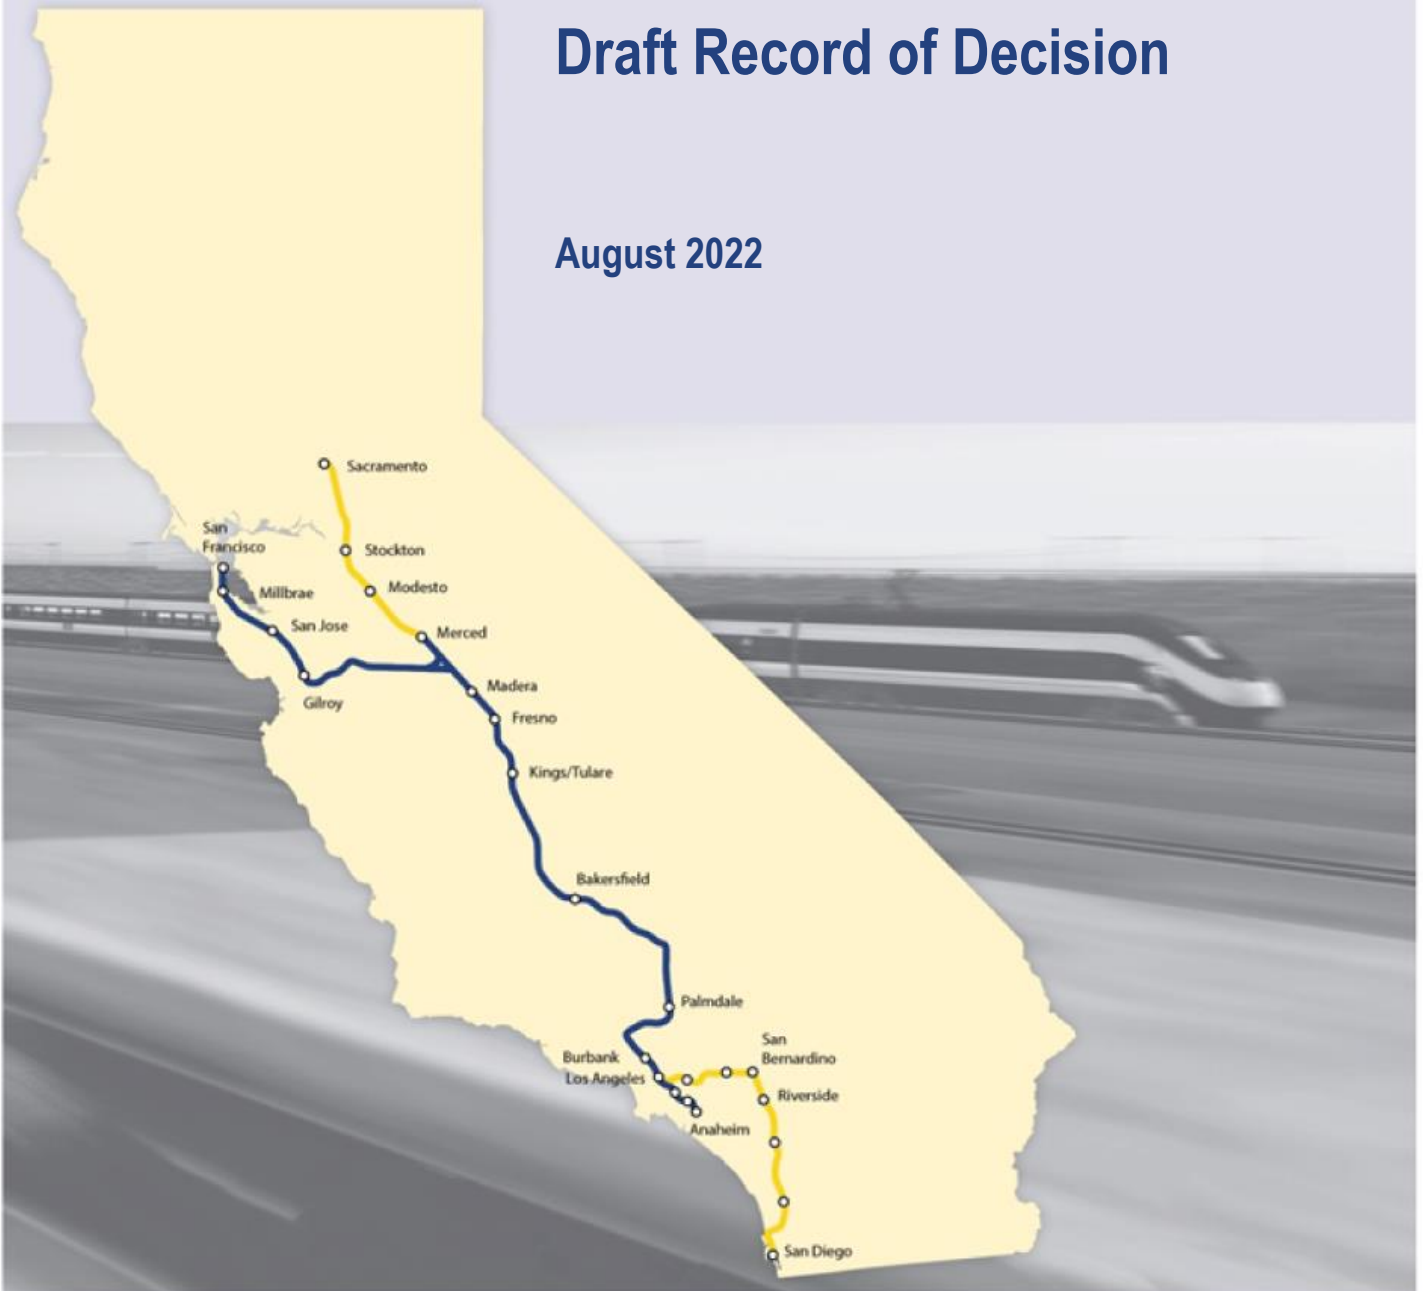 Draft Record of Decision
August 2022
Sacramento
San
Francisco
Stockton
Modesto
Millbrae
San Jose
Merced
Gilroy
Madera
Fresno
Kings/Tulare
Bakersfield
Palmdale
San
Bernardino
Burbank
Los Angeles
Riverside
Anaheim
San Diego